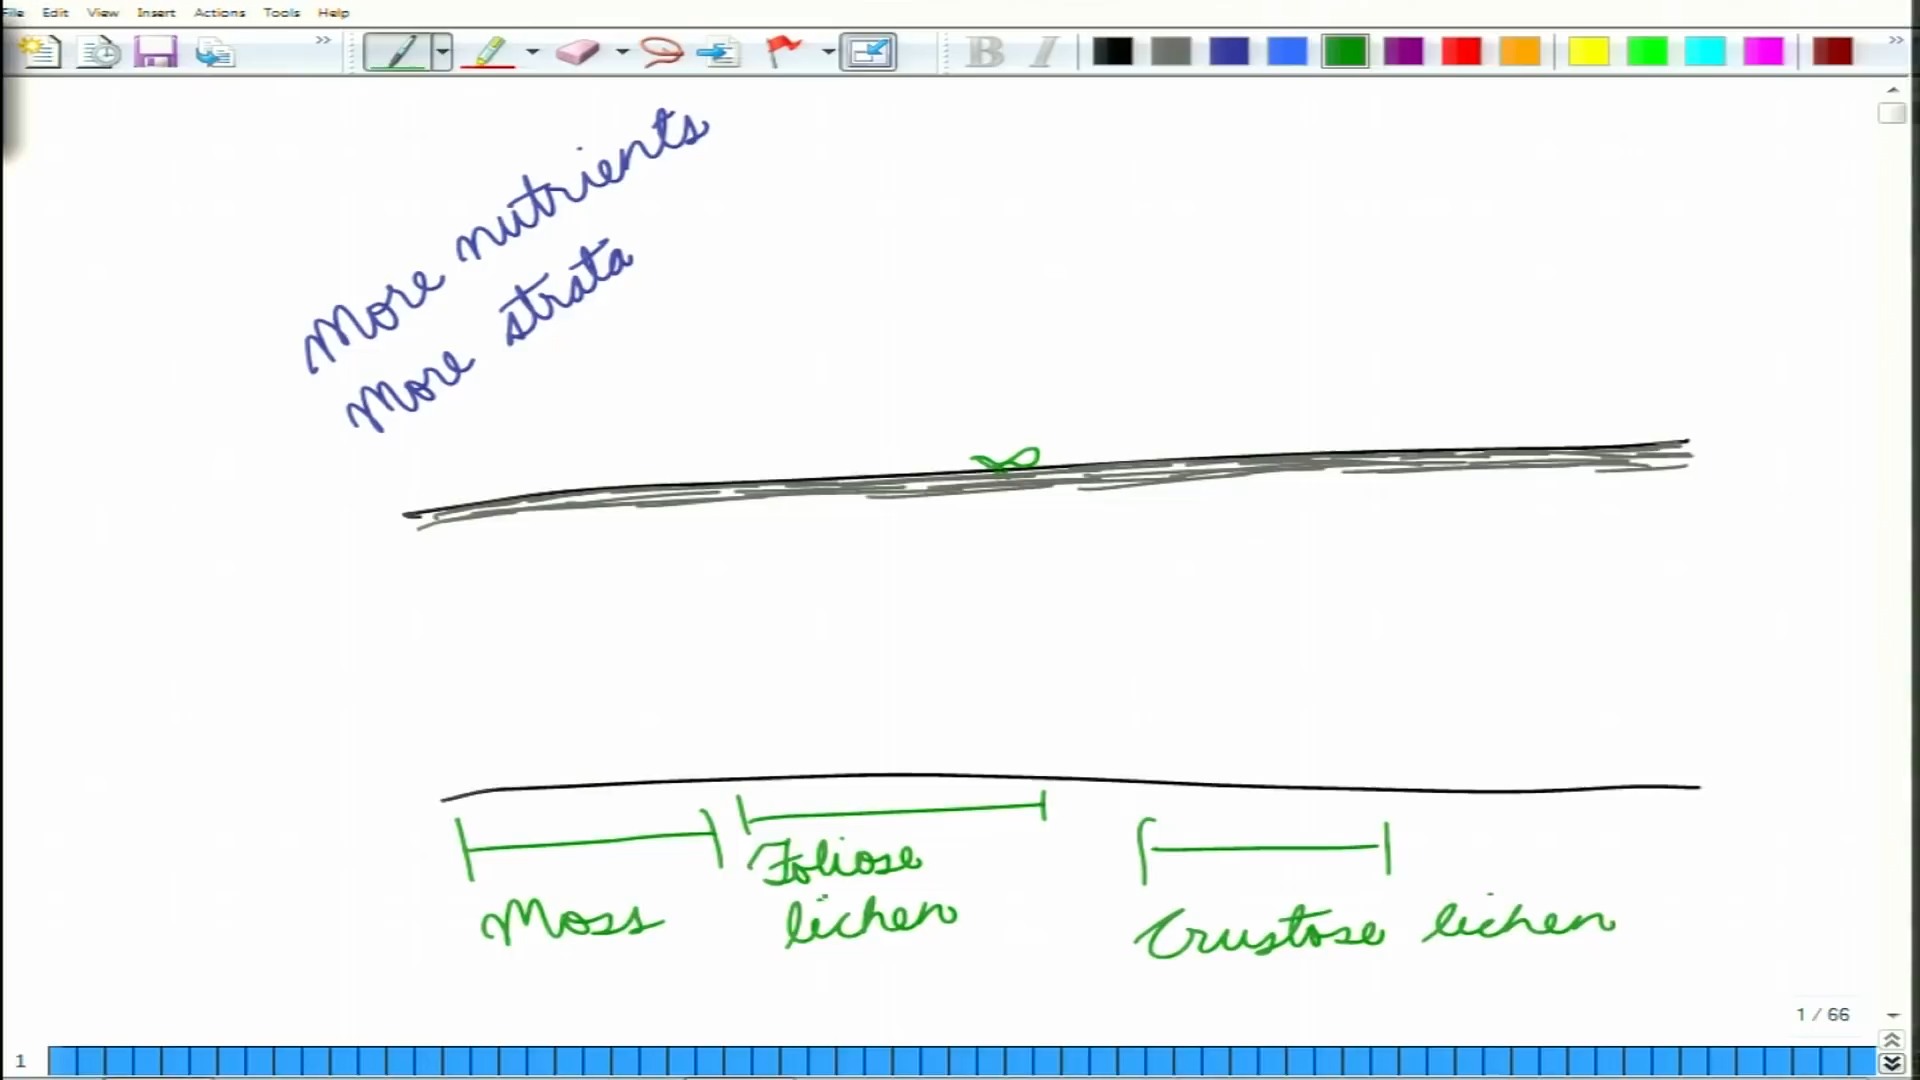 File Edit View Insert Actions Tools Help
B I
More nutrients
More strata
Moss
Foliose
lichen
Crustose lichen
1 / 66
1